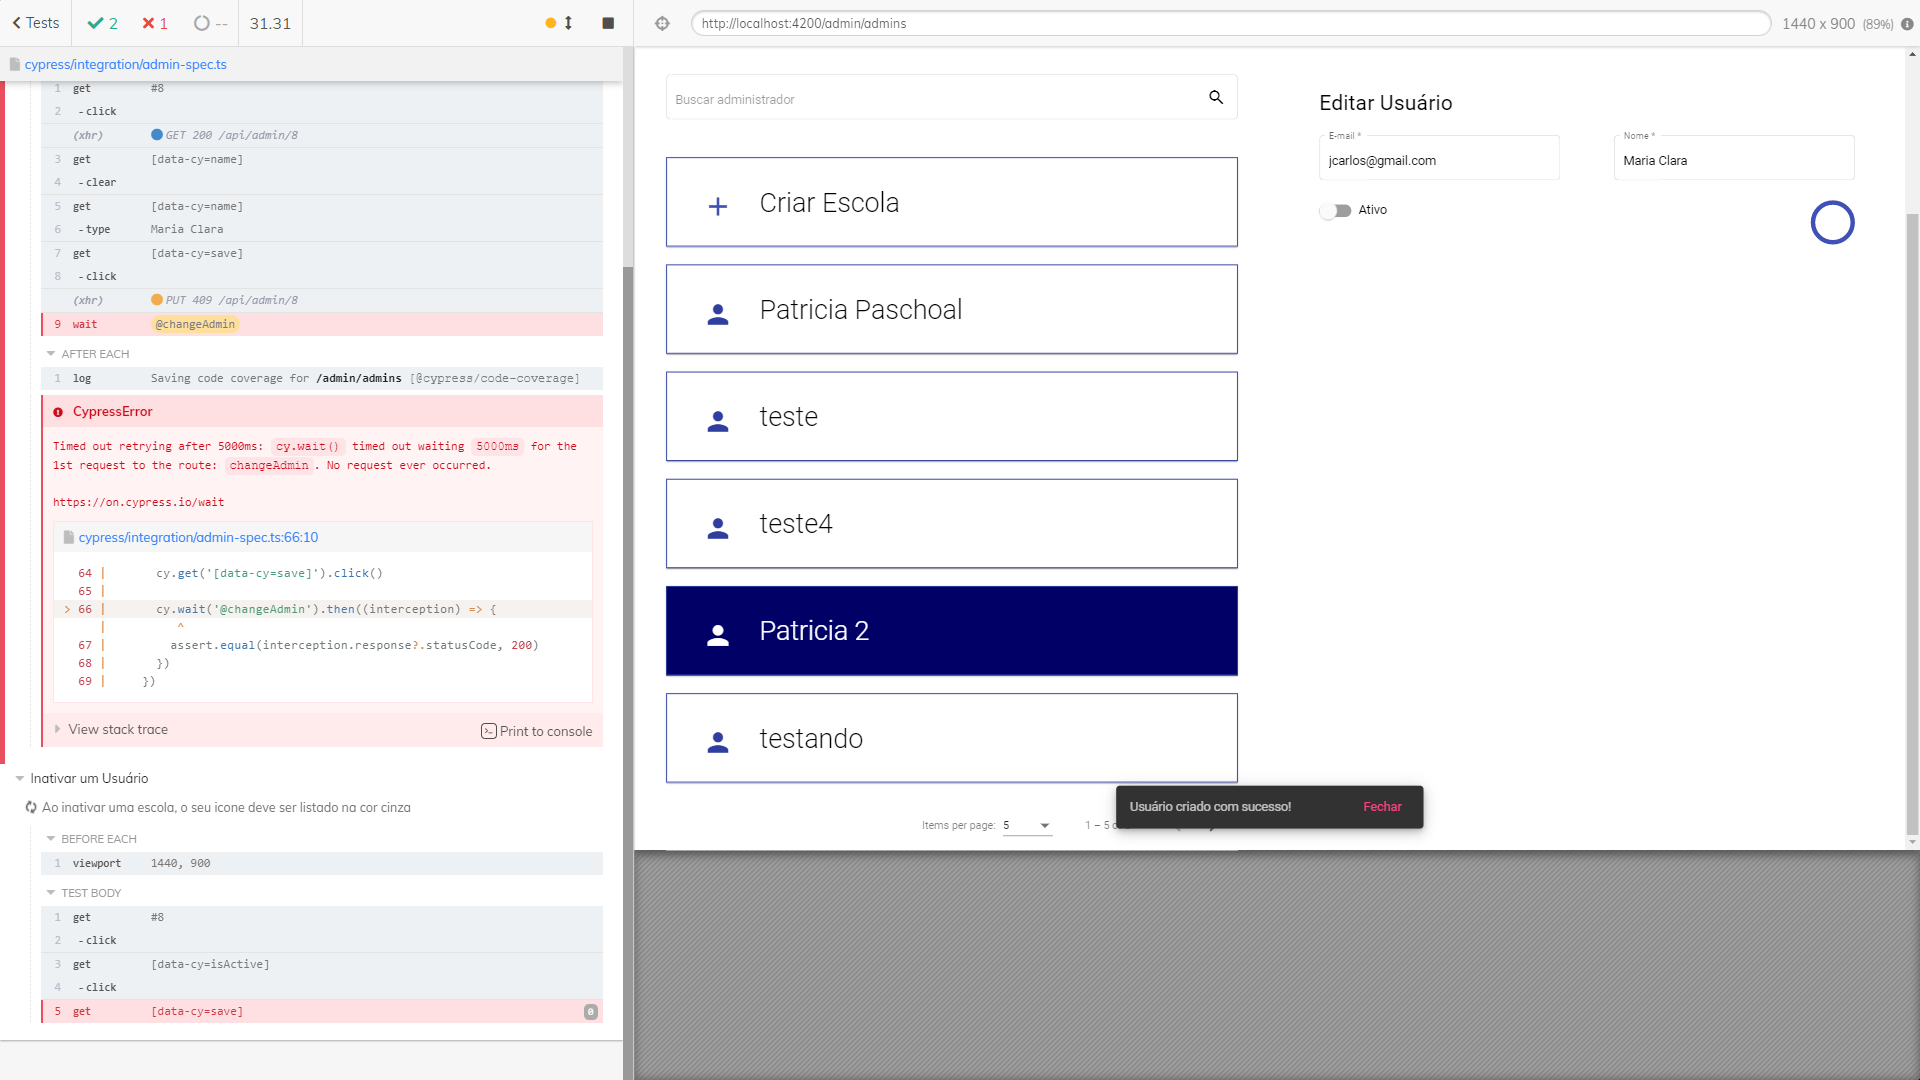 Tests
2
1
--
31.31
cypress/integration/admin-spec.ts
1 get #8
2 -click
(xhr) GET 200 /api/admin/8
3 get [data-cy=name]
4 -clear
5 get [data-cy=name]
6 -type Maria Clara
7 get [data-cy=save]
8 -click
(xhr) PUT 409 /api/admin/8
9 wait @changeAdmin
AFTER EACH
1 log Saving code coverage for /admin/admins [@cypress/code-coverage]
CypressError
Timed out retrying after 5000ms: cy.wait() timed out waiting 5000ms for the
1st request to the route: changeAdmin. No request ever occurred.
https://on.cypress.io/wait
cypress/integration/admin-spec.ts:66:10
64 | cy.get('[data-cy=save]').click()
65 |
> 66 | cy.wait('@changeAdmin').then((interception) => {
| ^
67 | assert.equal(interception.response?.statusCode, 200)
68 | })
69 | })
View stack trace
Print to console
Inativar um Usuário
Ao inativar uma escola, o seu icone deve ser listado na cor cinza
BEFORE EACH
1 viewport 1440, 900
TEST BODY
1 get #8
2 -click
3 get [data-cy=isActive]
4 -click
5 get [data-cy=save] 0
http://localhost:4200/admin/admins
1440 x 900 (89%)
Buscar administrador
Criar Escola
Patricia Paschoal
teste
teste4
Patricia 2
testando
Items per page: 5
1 – 5
Usuário criado com sucesso! Fechar
Editar Usuário
E-mail *
jcarlos@gmail.com
Nome *
Maria Clara
Ativo